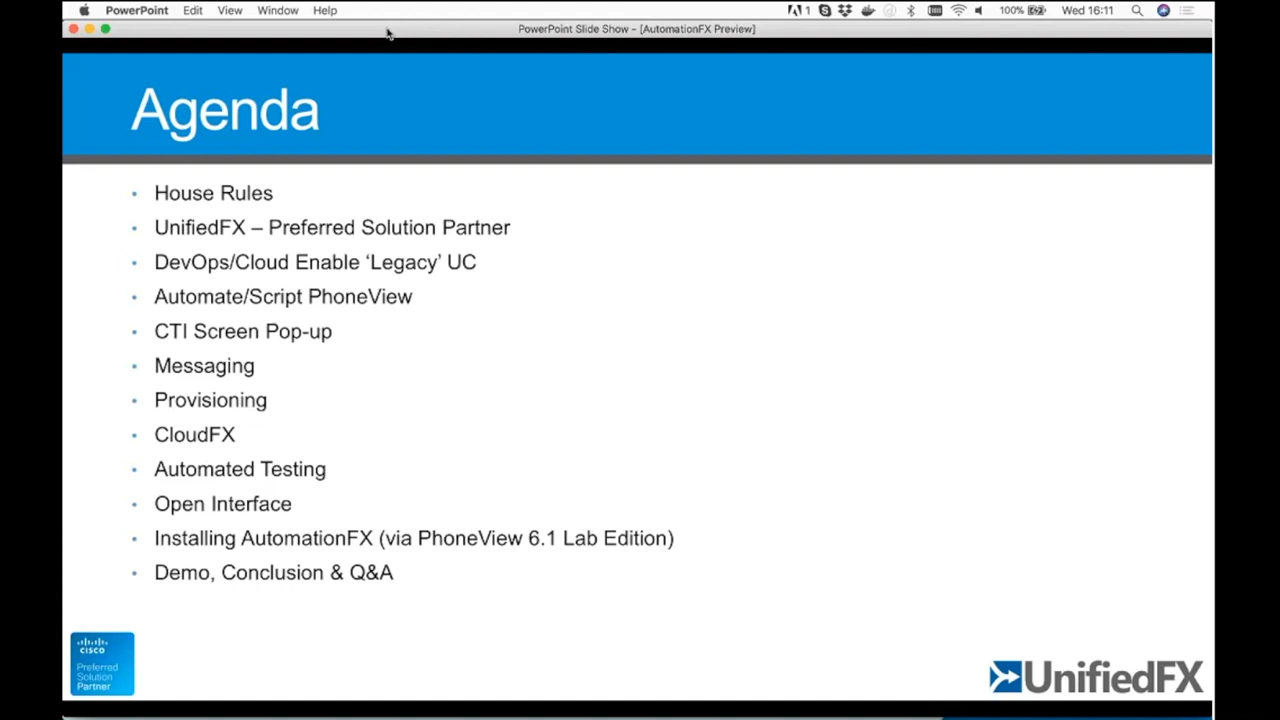 PowerPoint Edit View Window Help 1 100% Wed 16:11
PowerPoint Slide Show - [AutomationFX Preview]
Agenda
• House Rules
• UnifiedFX – Preferred Solution Partner
• DevOps/Cloud Enable ‘Legacy’ UC
• Automate/Script PhoneView
• CTI Screen Pop-up
• Messaging
• Provisioning
• CloudFX
• Automated Testing
• Open Interface
• Installing AutomationFX (via PhoneView 6.1 Lab Edition)
• Demo, Conclusion & Q&A
CISCO
Preferred
Solution
Partner
UnifiedFX